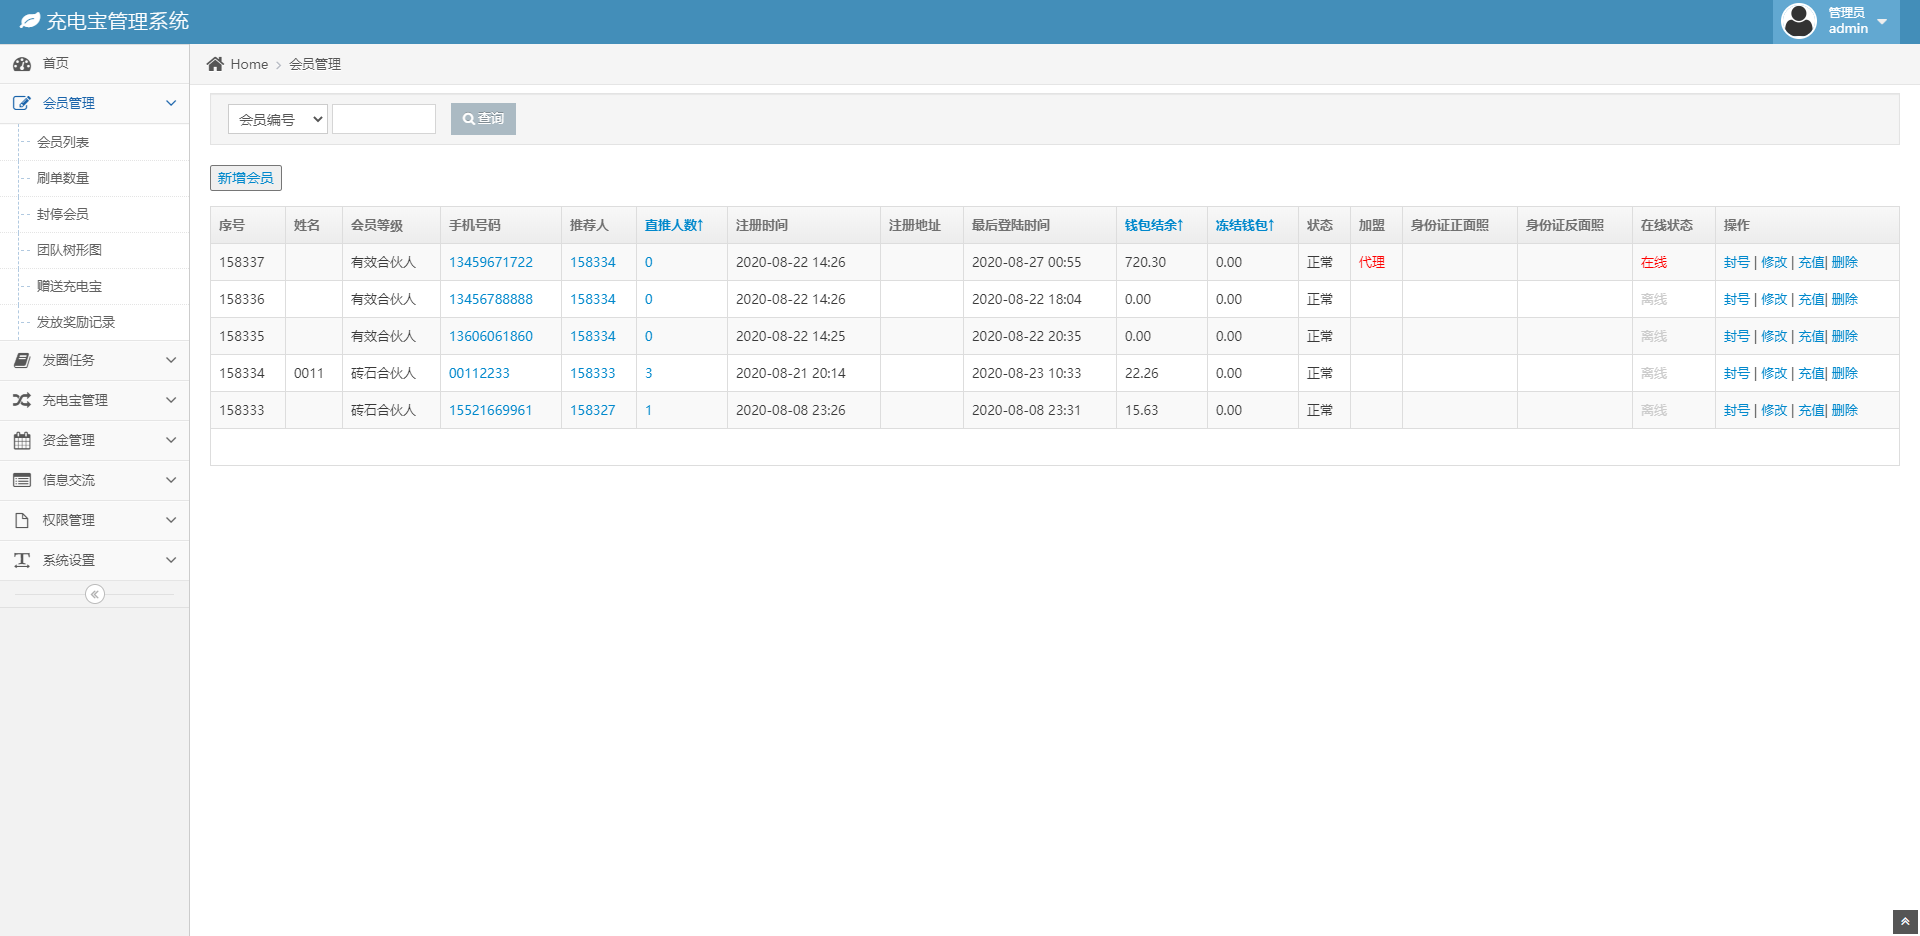 充电宝管理系统
管理员
admin
首页
会员管理
会员列表
刷单数量
封停会员
团队树形图
赠送充电宝
发放奖励记录
发圈任务
充电宝管理
资金管理
信息交流
权限管理
系统设置
Home > 会员管理
会员编号 查询
新增会员
序号 姓名 会员等级 手机号码 推荐人 直推人数↑ 注册时间 注册地址 最后登陆时间 钱包结余↑ 冻结钱包↑ 状态 加盟 身份证正面照 身份证反面照 在线状态 操作
158337 有效合伙人 13459671722 158334 0 2020-08-22 14:26 2020-08-27 00:55 720.30 0.00 正常 代理 在线 封号 | 修改 | 充值| 删除
158336 有效合伙人 13456788888 158334 0 2020-08-22 14:26 2020-08-22 18:04 0.00 0.00 正常 离线 封号 | 修改 | 充值| 删除
158335 有效合伙人 13606061860 158334 0 2020-08-22 14:25 2020-08-22 20:35 0.00 0.00 正常 离线 封号 | 修改 | 充值| 删除
158334 0011 砖石合伙人 00112233 158333 3 2020-08-21 20:14 2020-08-23 10:33 22.26 0.00 正常 离线 封号 | 修改 | 充值| 删除
158333 砖石合伙人 15521669961 158327 1 2020-08-08 23:26 2020-08-08 23:31 15.63 0.00 正常 离线 封号 | 修改 | 充值| 删除